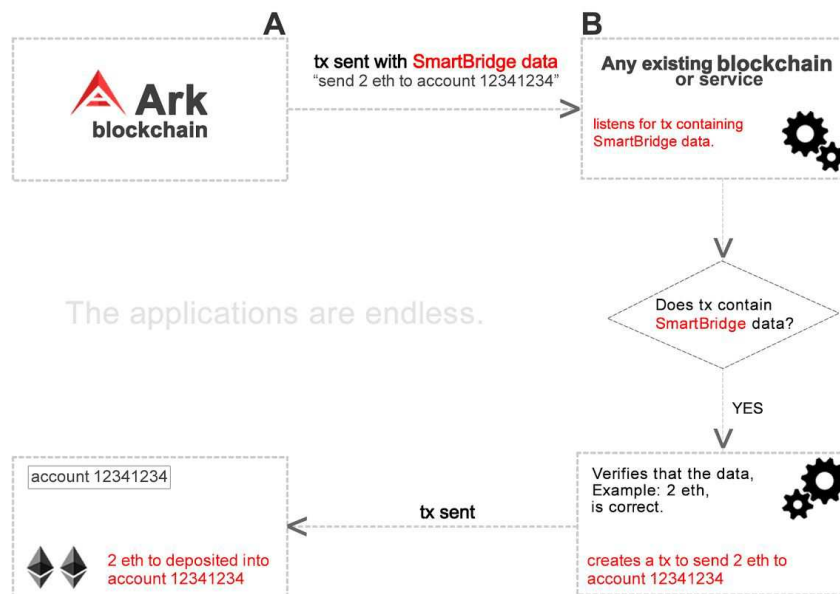 A
Ark
blockchain
tx sent with SmartBridge data
“send 2 eth to account 12341234”
B
Any existing blockchain
or service
listens for tx containing
SmartBridge data.
The applications are endless.
Does tx contain
SmartBridge data?
YES
Verifies that the data,
Example: 2 eth,
is correct.
creates a tx to send 2 eth to
account 12341234
tx sent
account 12341234
2 eth to deposited into
account 12341234